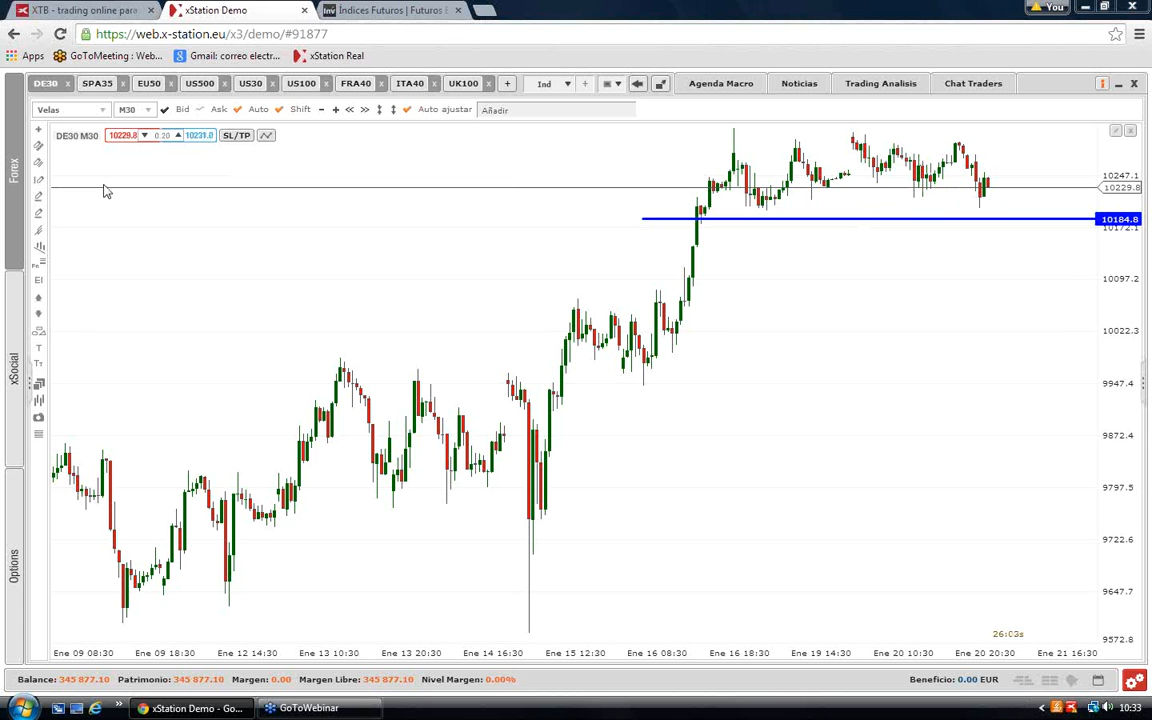 XTB - trading online para
xStation Demo
Índices Futuros | Futuros E
You
https://web.x-station.eu/x3/demo/#91877
Apps
GoToMeeting : Web...
Gmail: correo electr...
xStation Real
DE30
SPA35
EU50
US500
US30
US100
FRA40
ITA40
UK100
Ind
Agenda Macro
Noticias
Trading Analisis
Chat Traders
Velas
M30
Bid
Ask
Auto
Shift
Auto ajustar
Añadir
DE30 M30
10229.8
0.20
10231.0
SL/TP
Forex
xSocial
Options
10247.1
10229.8
10184.8
10172.1
10097.2
10022.3
9947.4
9872.4
9797.5
9722.6
9647.7
9572.8
26:03s
Ene 09 08:30
Ene 09 18:30
Ene 12 14:30
Ene 13 10:30
Ene 13 20:30
Ene 14 16:30
Ene 15 12:30
Ene 16 08:30
Ene 16 18:30
Ene 19 14:30
Ene 20 10:30
Ene 20 20:30
Ene 21 16:30
Balance: 345 877.10
Patrimonio: 345 877.10
Margen: 0.00
Margen Libre: 345 877.10
Nivel Margen: 0.00%
Beneficio: 0.00 EUR
xStation Demo - Go...
GoToWebinar
10:33